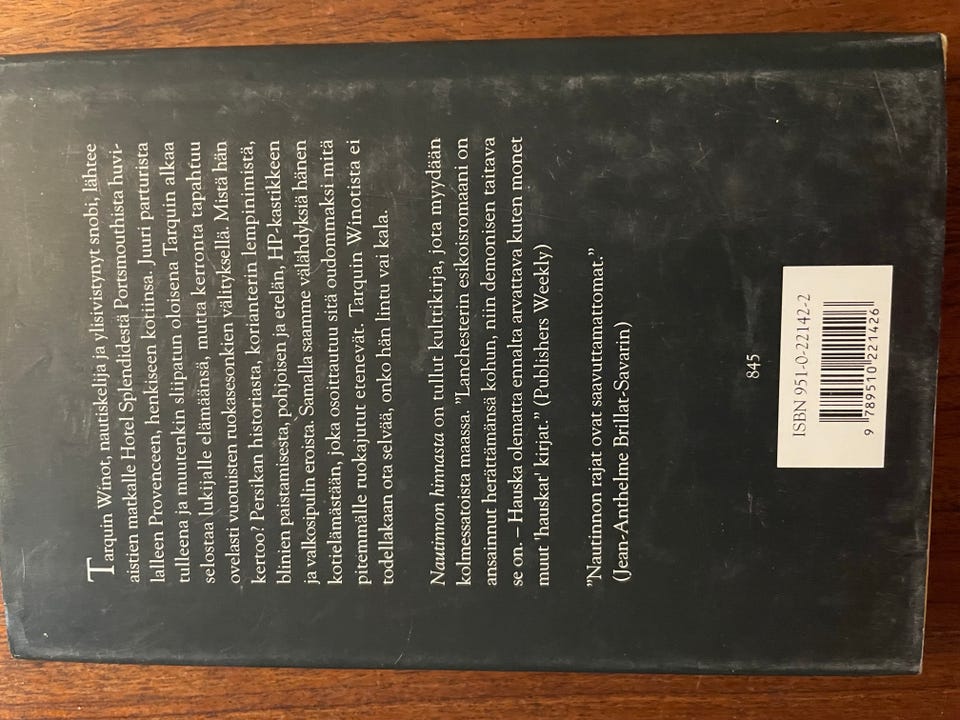 Tarquin Winot, nautiskelija ja ylisivistynyt snobi, lähtee
aistien matkalle Hotel Splendidestä Portsmouthista huvi-
lalleen Provenceen, henkiseen kotiinsa. Juuri parturista
tulleena ja muutenkin sliipatun oloisena Tarquin alkaa
selostaa lukijalle elämäänsä, mutta kerronta tapahtuu
ovelasti vuotuisten ruokasesonkien välityksellä. Mistä hän
kertoo? Persikan historiasta, korianterin lempinimistä,
blinien paistamisesta, pohjoisen ja etelän, HP-kastikkeen
ja valkosipulin eroista. Samalla saamme välähdyksiä hänen
kotielämästään, joka osoittautuu sitä oudommaksi mitä
pitemmälle ruokajutut etenevät. Tarquin Winotista ei
todellakaan ota selvää, onko hän lintu vai kala.
Nautinnon hinnasta on tullut kulttikirja, jota myydään
kolmessatoista maassa. ”Lanchesterin esikoisromaani on
ansainnut herättämänsä kohun, niin demonisen taitava
se on. – Hauska olematta ennalta arvattava kuten monet
muut 'hauskat' kirjat.” (Publishers Weekly)
”Nautinnon rajat ovat saavuttamattomat.”
(Jean-Anthelme Brillat-Savarin)
845
ISBN 951-0-22142-2
9 789510 221426